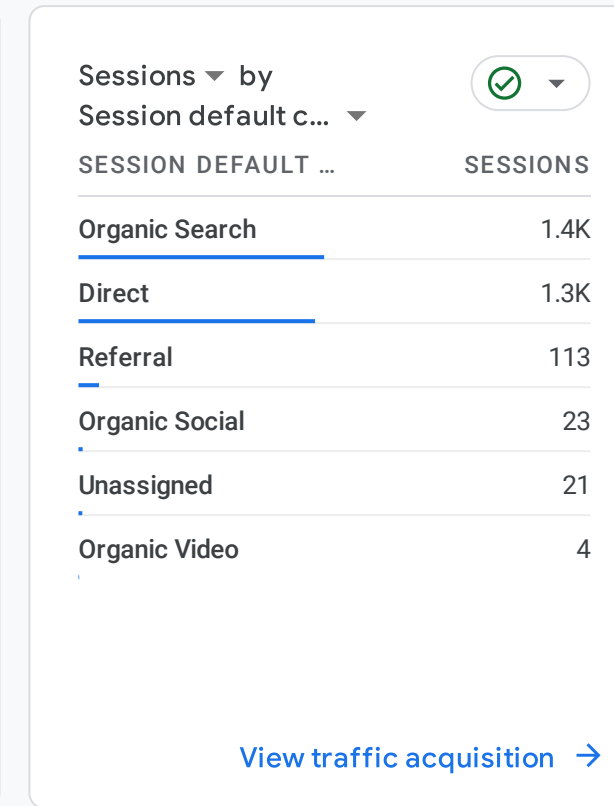 Sessions by
Session default c...
SESSION DEFAULT ... SESSIONS
Organic Search 1.4K
Direct 1.3K
Referral 113
Organic Social 23
Unassigned 21
Organic Video 4
View traffic acquisition